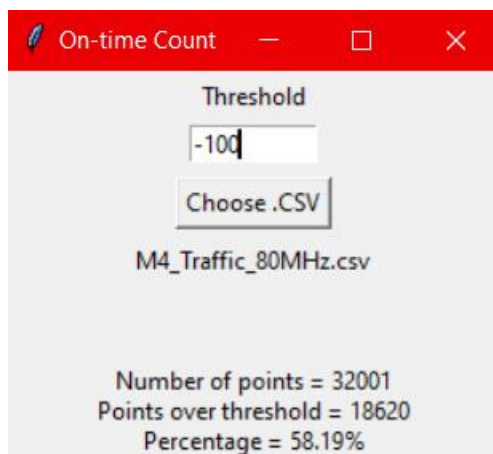 On-time Count
Threshold
-100
Choose .CSV
M4_Traffic_80MHz.csv
Number of points = 32001
Points over threshold = 18620
Percentage = 58.19%